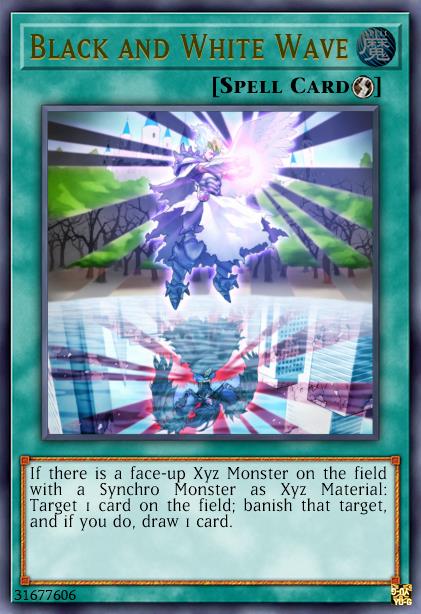 BLACK AND WHITE WAVE
魔
[SPELL CARD]
If there is a face-up Xyz Monster on the field
with a Synchro Monster as Xyz Material:
Target 1 card on the field; banish that target,
and if you do, draw 1 card.
31677606